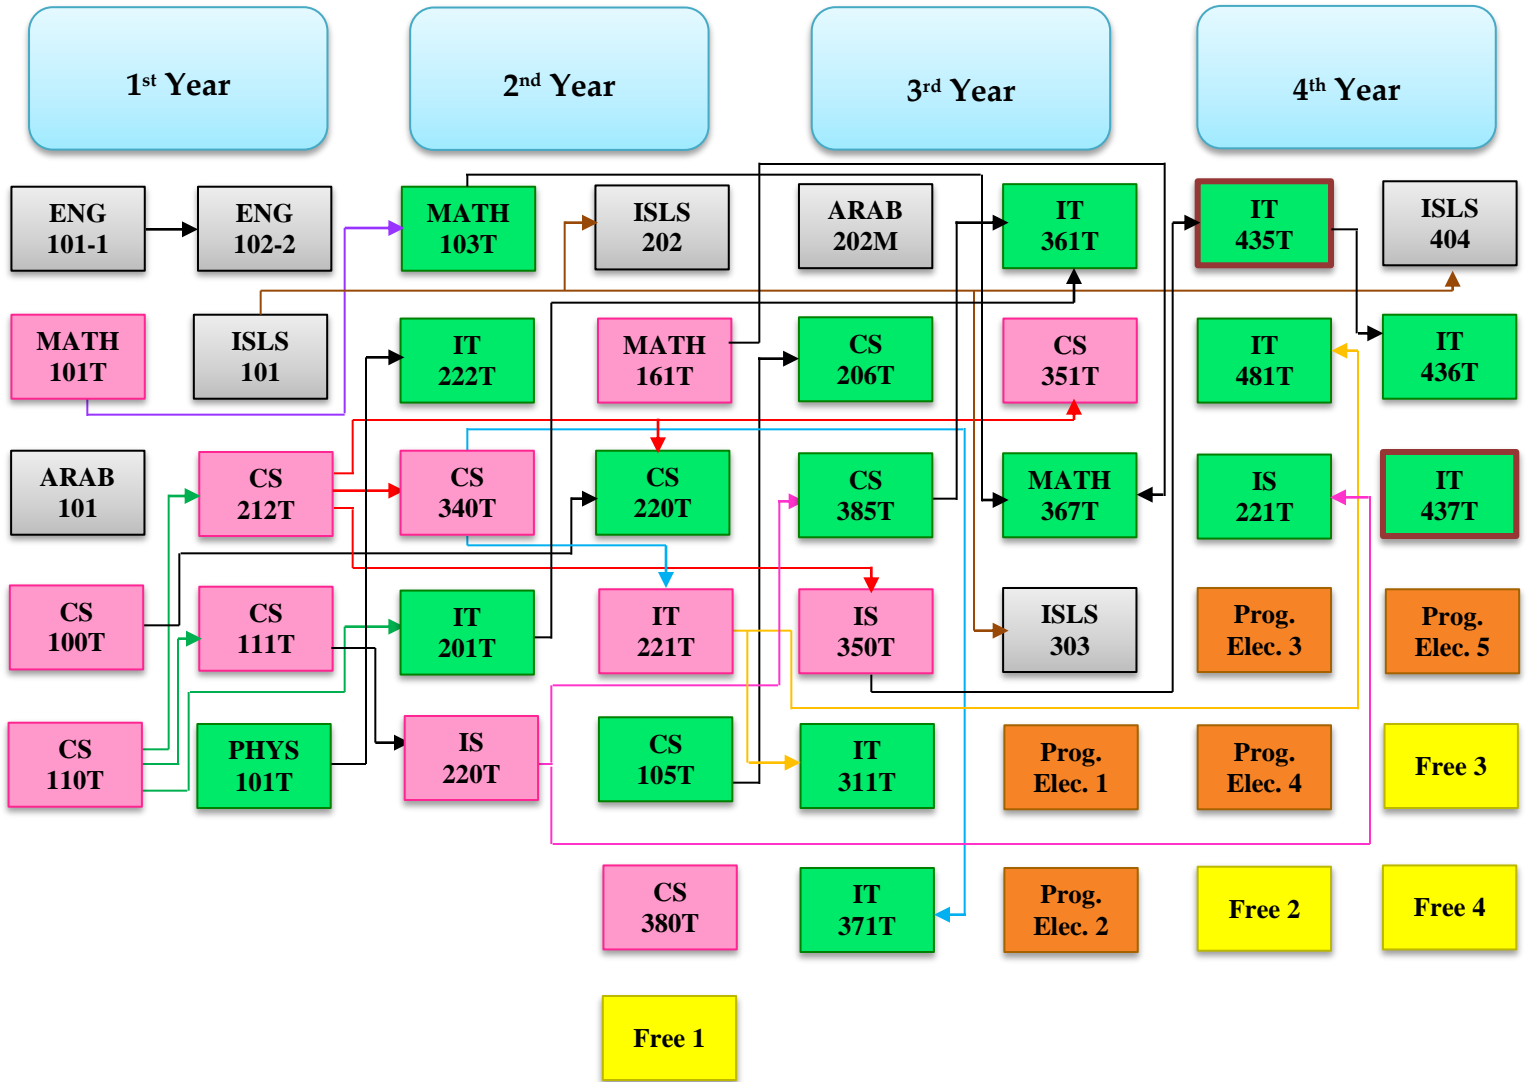 1st Year
2nd Year
3rd Year
4th Year
ENG
101-1
ENG
102-2
MATH
103T
ISLS
202
ARAB
202M
IT
361T
IT
435T
ISLS
404
MATH
101T
ISLS
101
IT
222T
MATH
161T
CS
206T
CS
351T
IT
481T
IT
436T
ARAB
101
CS
212T
CS
340T
CS
220T
CS
385T
MATH
367T
IS
221T
IT
437T
CS
100T
CS
111T
IT
201T
IT
221T
IS
350T
ISLS
303
Prog.
Elec. 3
Prog.
Elec. 5
CS
110T
PHYS
101T
IS
220T
CS
105T
IT
311T
Prog.
Elec. 1
Prog.
Elec. 4
Free 3
CS
380T
IT
371T
Prog.
Elec. 2
Free 2
Free 4
Free 1